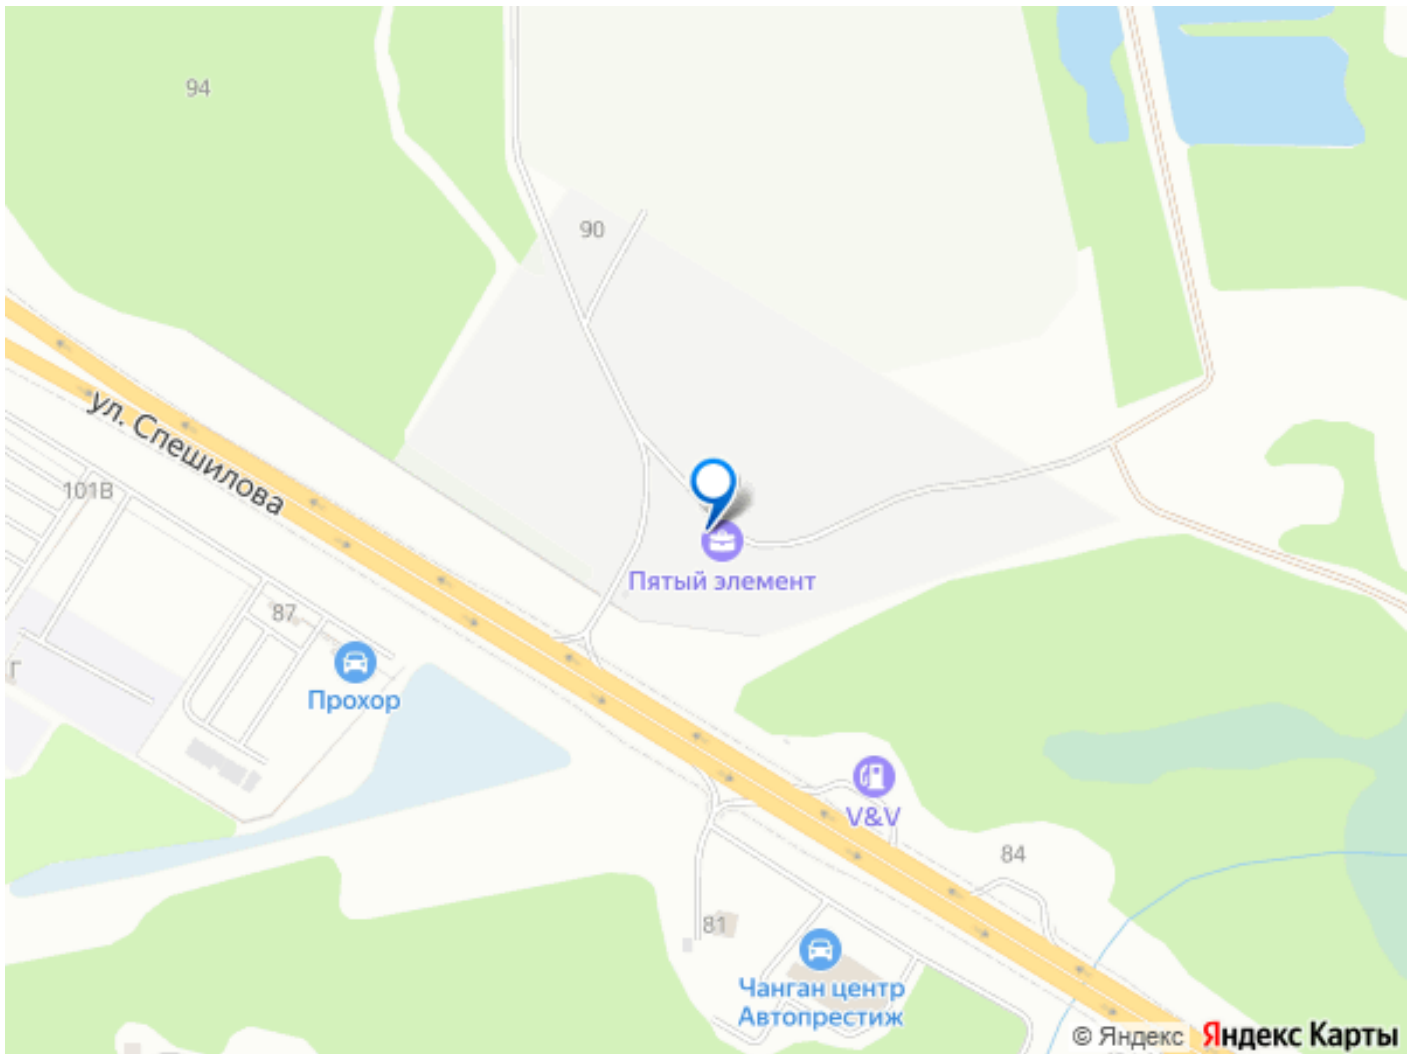 94
90
ул. Спешилова
101В
Пятый элемент
87
Г
Прохор
V&V
84
81
Чанган центр
Автопрестиж
© Яндекс Яндекс Карты